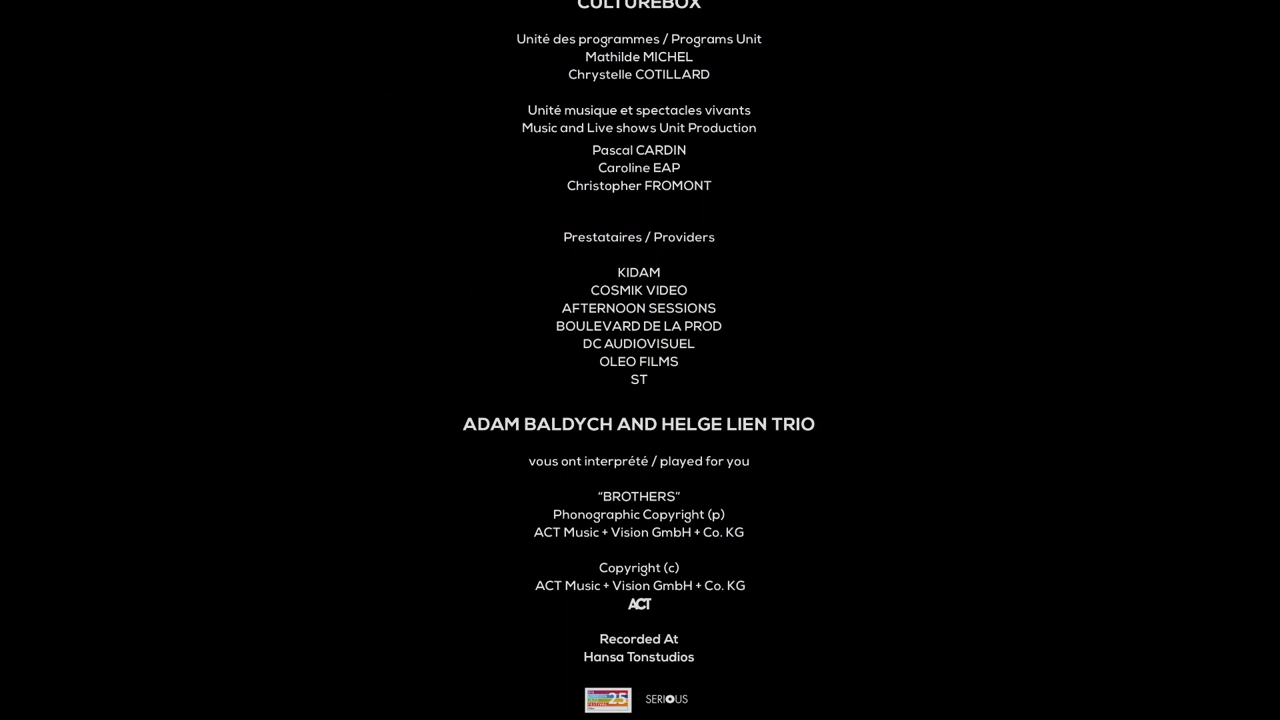 CULTUREBOX
Unité des programmes / Programs Unit
Mathilde MICHEL
Chrystelle COTILLARD
Unité musique et spectacles vivants
Music and Live shows Unit Production
Pascal CARDIN
Caroline EAP
Christopher FROMONT
Prestataires / Providers
KIDAM
COSMIK VIDEO
AFTERNOON SESSIONS
BOULEVARD DE LA PROD
DC AUDIOVISUEL
OLEO FILMS
ST
ADAM BALDYCH AND HELGE LIEN TRIO
vous ont interprété / played for you
“BROTHERS”
Phonographic Copyright (p)
ACT Music + Vision GmbH + Co. KG
Copyright (c)
ACT Music + Vision GmbH + Co. KG
ACT
Recorded At
Hansa Tonstudios
25
SERIOUS